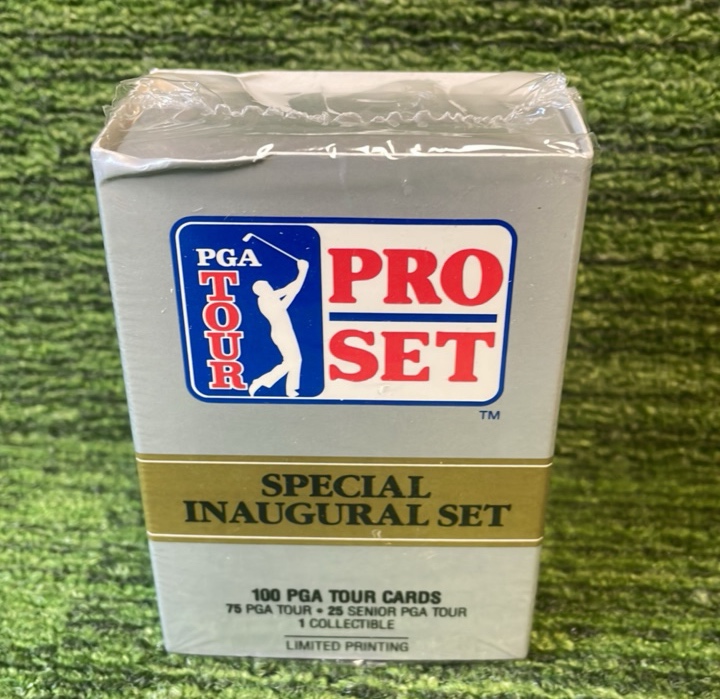 PGA
TOUR
PRO
SET
TM
SPECIAL
INAUGURAL SET
100 PGA TOUR CARDS
75 PGA TOUR • 25 SENIOR PGA TOUR
1 COLLECTIBLE
LIMITED PRINTING